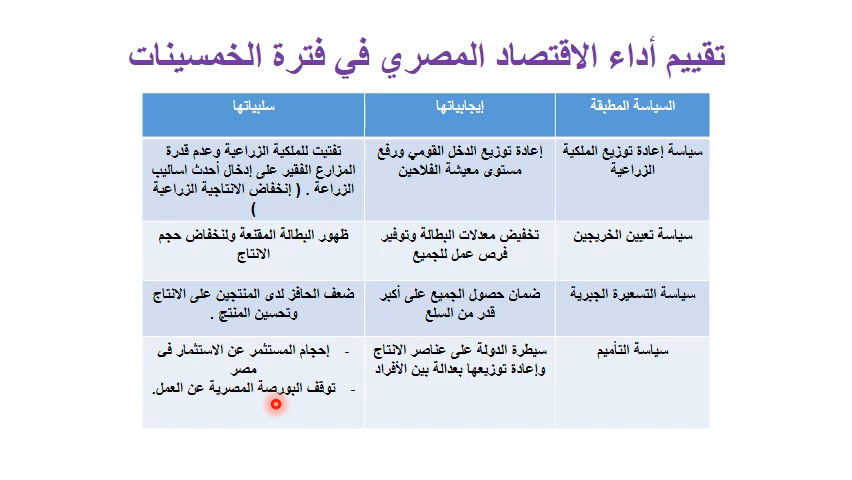 تقييم أداء الاقتصاد المصري في فترة الخمسينات
السياسة المطبقة
إيجابياتها
سلبياتها
سياسة إعادة توزيع الملكية
الزراعية
إعادة توزيع الدخل القومي ورفع
مستوى معيشة الفلاحين
تفتيت للملكية الزراعية وعدم قدرة
المزارع الفقير على إدخال أحدث اساليب
الزراعة . ( إنخفاض الانتاجية الزراعية
)
سياسة تعيين الخريجين
تخفيض معدلات البطالة وتوفير
فرص عمل للجميع
ظهور البطالة المقنعة ولنخفاض حجم
الانتاج
سياسة التسعيرة الجبرية
ضمان حصول الجميع على أكبر
قدر من السلع
ضعف الحافز لدى المنتجين على الانتاج
وتحسين المنتج .
سياسة التأميم
سيطرة الدولة على عناصر الانتاج
وإعادة توزيعها بعدالة بين الأفراد
- إحجام المستثمر عن الاستثمار فى
مصر
- توقف البورصة المصرية عن العمل.